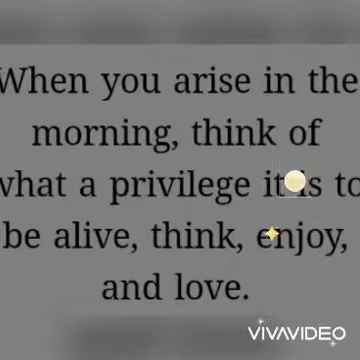 When you arise in the
morning, think of
what a privilege it is to
be alive, think, enjoy,
and love.
VIVAVIDEO